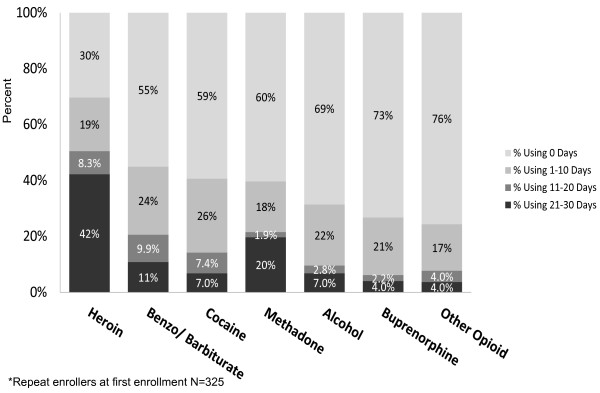 100%
80%
60%
40%
20%
0%
Percent
30%
19%
8.3%
42%
55%
24%
9.9%
11%
59%
26%
7.4%
7.0%
60%
18%
1.9%
20%
69%
22%
2.8%
7.0%
73%
21%
2.2%
4.0%
76%
17%
4.0%
4.0%
Heroin
Benzo/ Barbiturate
Cocaine
Methadone
Alcohol
Buprenorphine
Other Opioid
% Using 0 Days
% Using 1-10 Days
% Using 11-20 Days
% Using 21-30 Days
*Repeat enrollers at first enrollment N=325